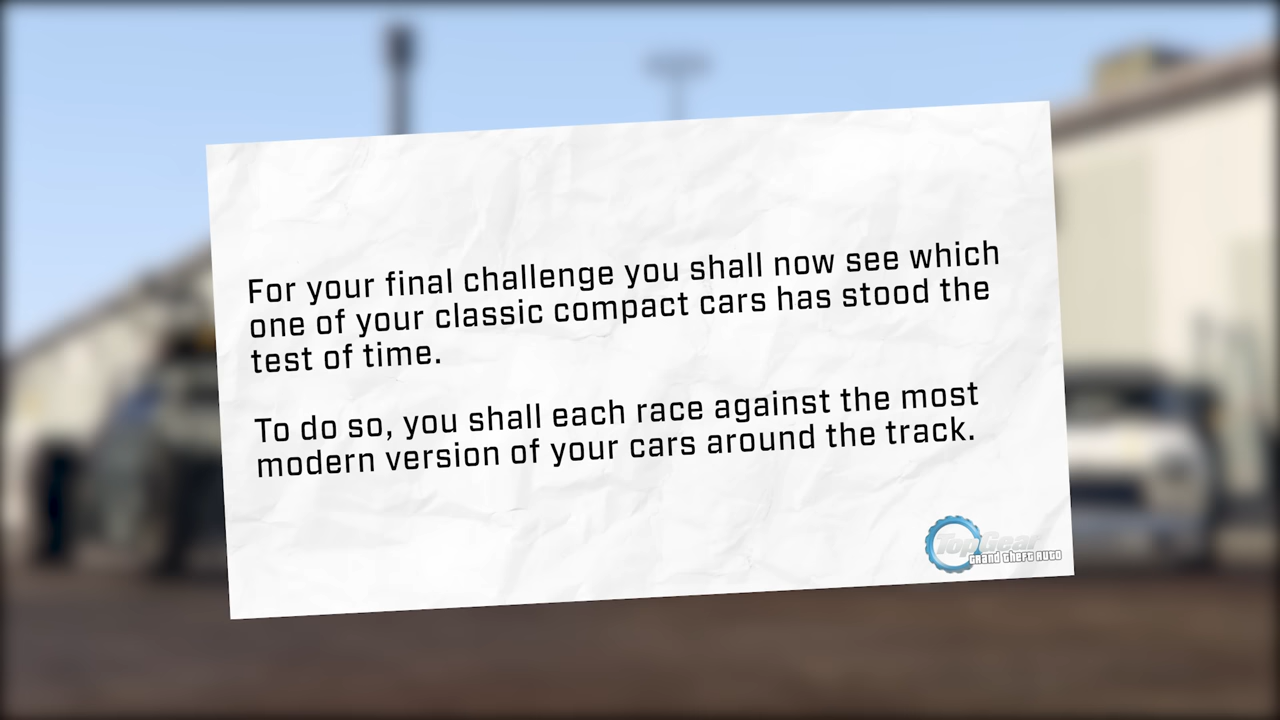 For your final challenge you shall now see which
one of your classic compact cars has stood the
test of time.
To do so, you shall each race against the most
modern version of your cars around the track.
Top Gear
Grand Theft Auto